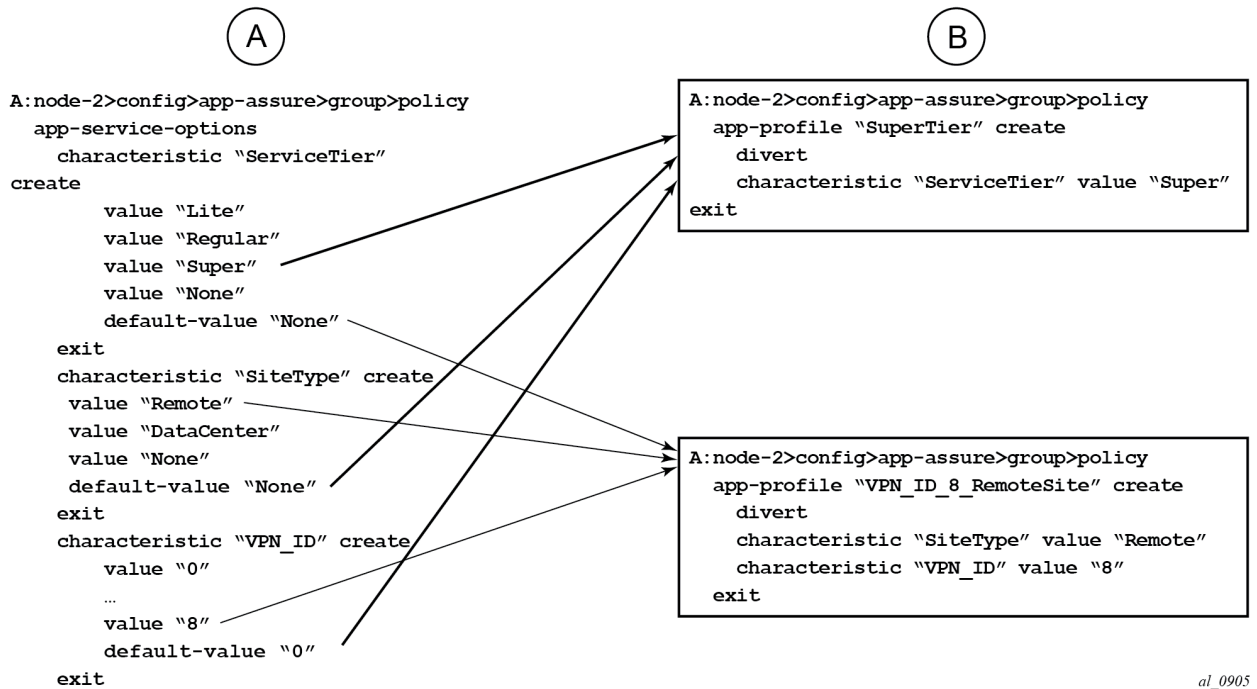 A
A:node-2>config>app-assure>group>policy
app-service-options
characteristic “ServiceTier”
create
value “Lite”
value “Regular”
value “Super”
value “None”
default-value “None”
exit
characteristic “SiteType” create
value “Remote”
value “DataCenter”
value “None”
default-value “None”
exit
characteristic “VPN_ID” create
value “0”
…
value “8”
default-value “0”
exit
B
A:node-2>config>app-assure>group>policy
app-profile “SuperTier” create
divert
characteristic “ServiceTier” value “Super”
exit
A:node-2>config>app-assure>group>policy
app-profile “VPN_ID_8_RemoteSite” create
divert
characteristic “SiteType” value “Remote”
characteristic “VPN_ID” value “8”
exit
al_0905